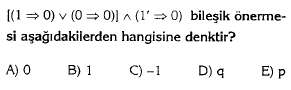 [(1 ⇒ 0) ∨ (0 ⇒ 0)] ∧ (1' ⇒ 0) bileşik önerme-
si aşağıdakilerden hangisine denktir?
A) 0 B) 1 C) –1 D) q E) p